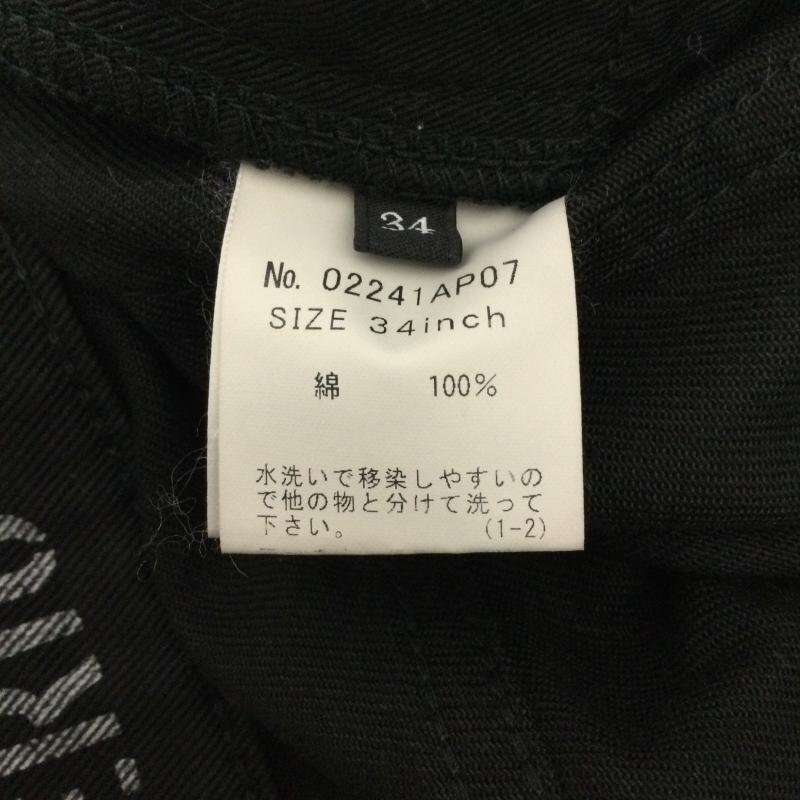 34
No. 02241AP07
SIZE 34inch
綿 100%
水洗いで移染しやすいの
で他の物と分けて洗って
下さい。 (1-2)